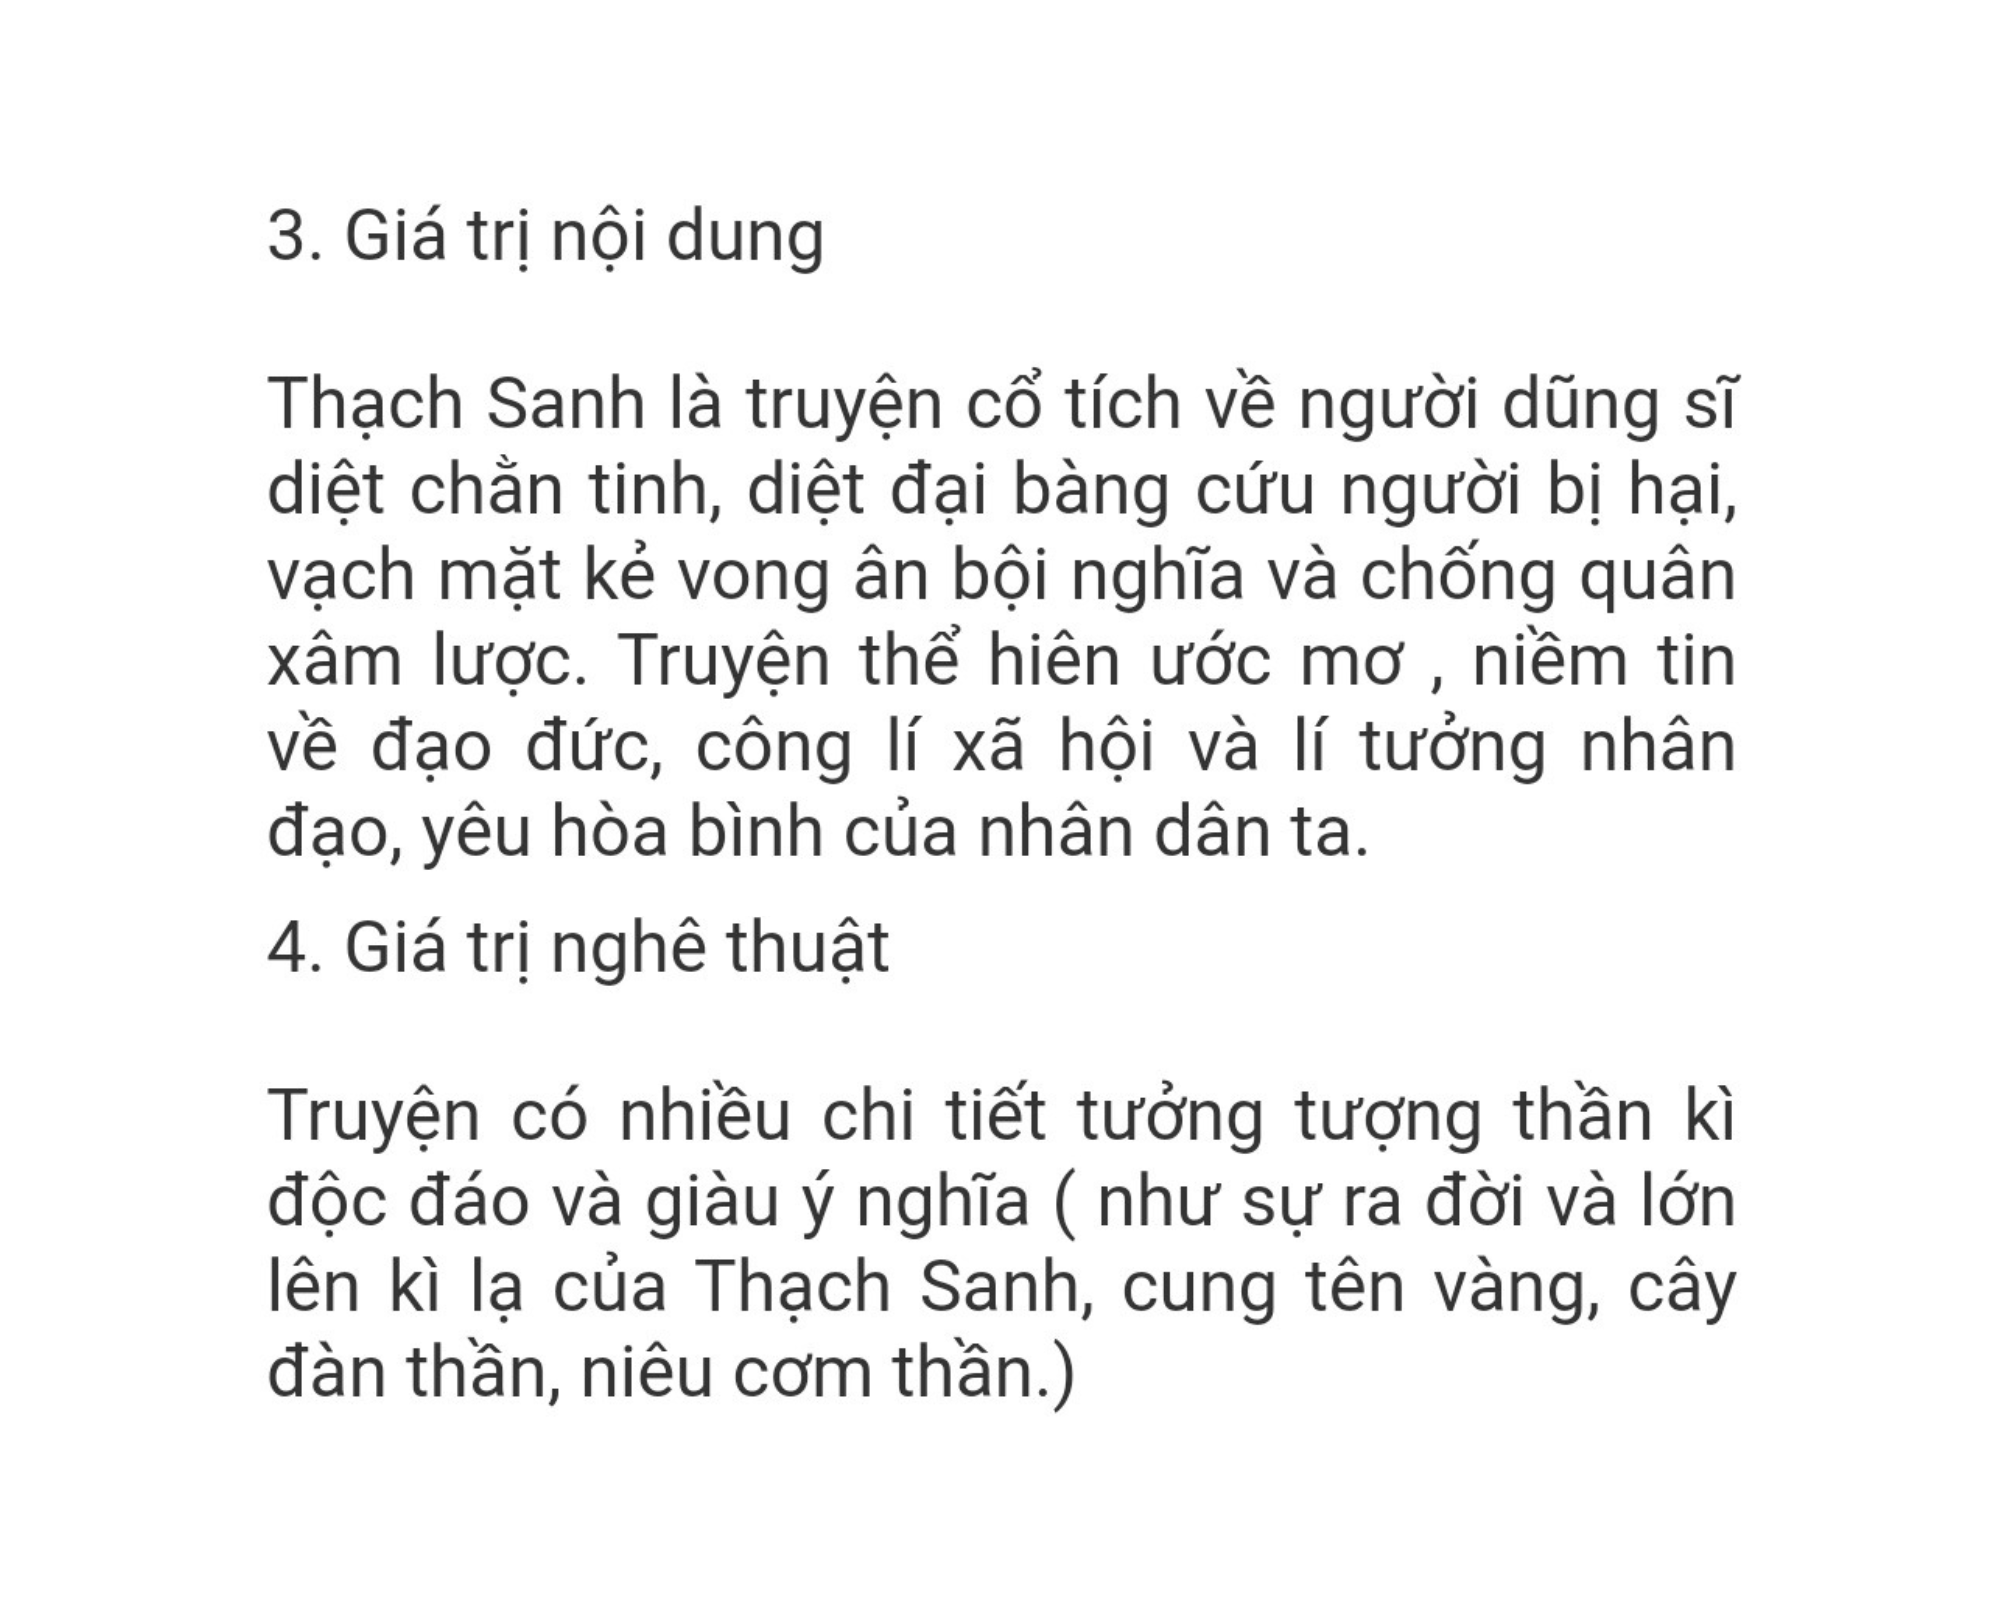 3. Giá trị nội dung
Thạch Sanh là truyện cổ tích về người dũng sĩ
diệt chằn tinh, diệt đại bàng cứu người bị hại,
vạch mặt kẻ vong ân bội nghĩa và chống quân
xâm lược. Truyện thể hiên ước mơ , niềm tin
về đạo đức, công lí xã hội và lí tưởng nhân
đạo, yêu hòa bình của nhân dân ta.
4. Giá trị nghê thuật
Truyện có nhiều chi tiết tưởng tượng thần kì
độc đáo và giàu ý nghĩa ( như sự ra đời và lớn
lên kì lạ của Thạch Sanh, cung tên vàng, cây
đàn thần, niêu cơm thần.)